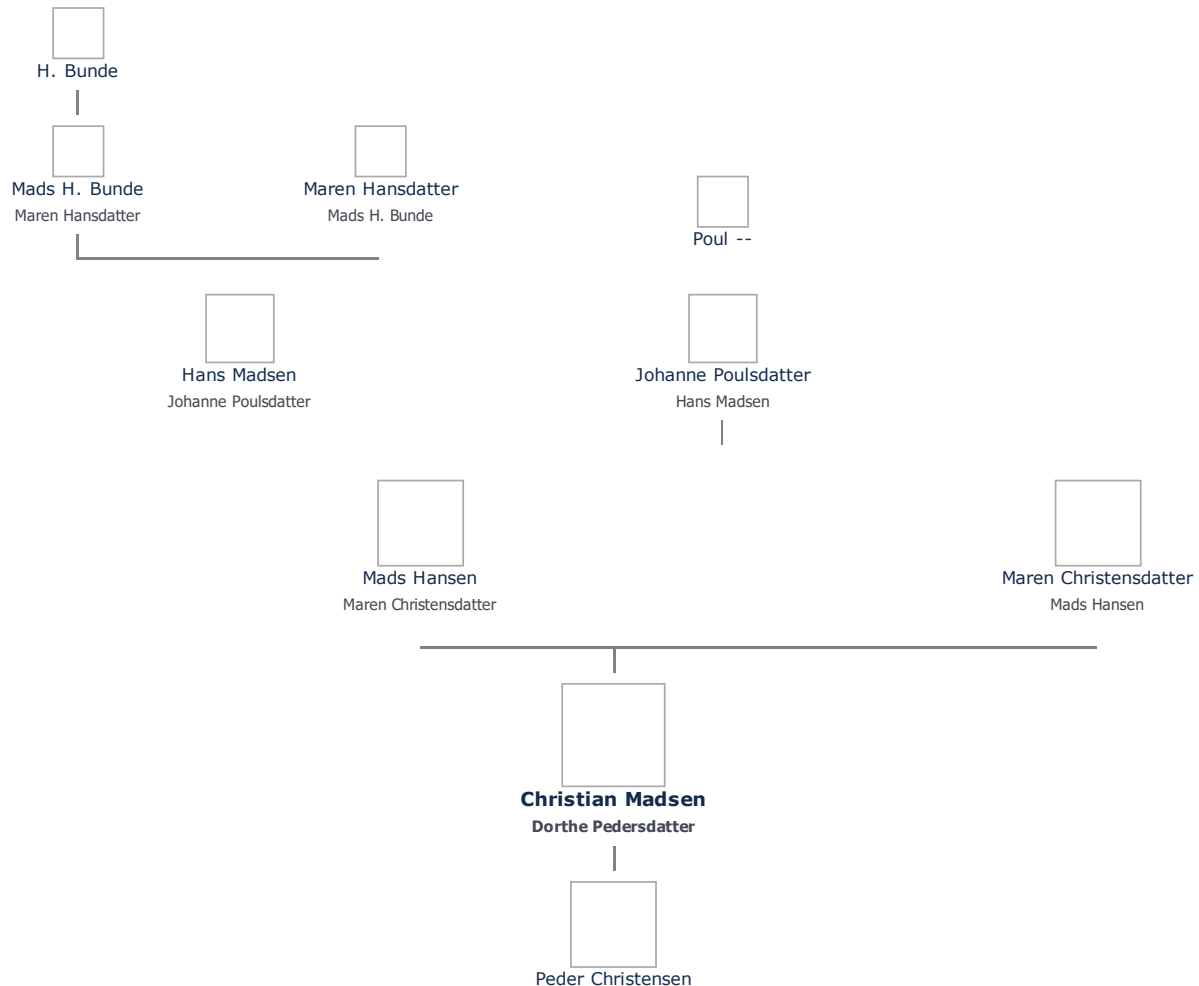 H. Bunde
Mads H. Bunde
Maren Hansdatter
Maren Hansdatter
Mads H. Bunde
Poul --
Hans Madsen
Johanne Poulsdatter
Johanne Poulsdatter
Hans Madsen
Mads Hansen
Maren Christensdatter
Maren Christensdatter
Mads Hansen
Christian Madsen
Dorthe Pedersdatter
Peder Christensen